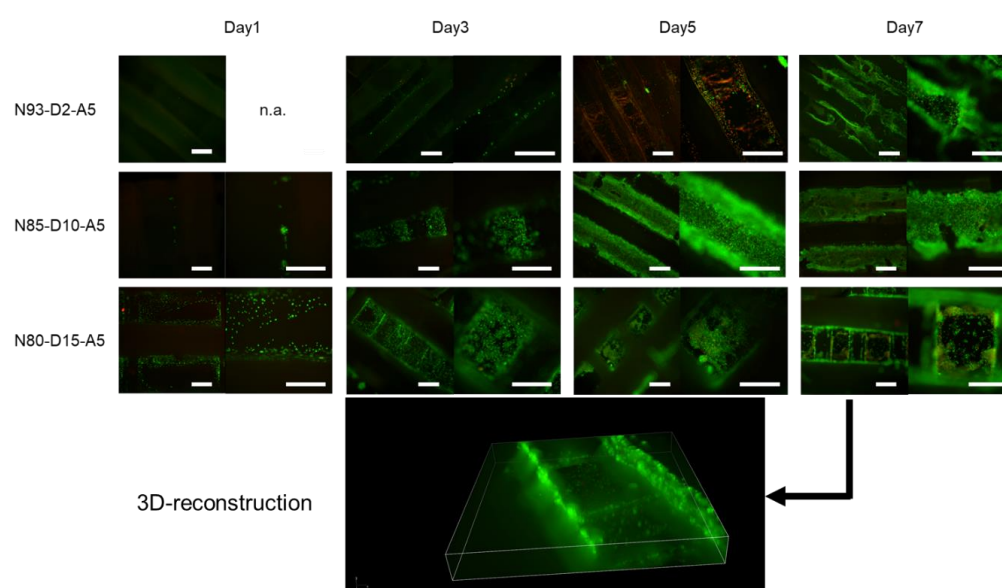 Day1 Day3 Day5 Day7
N93-D2-A5
n.a.
N85-D10-A5
N80-D15-A5
3D-reconstruction